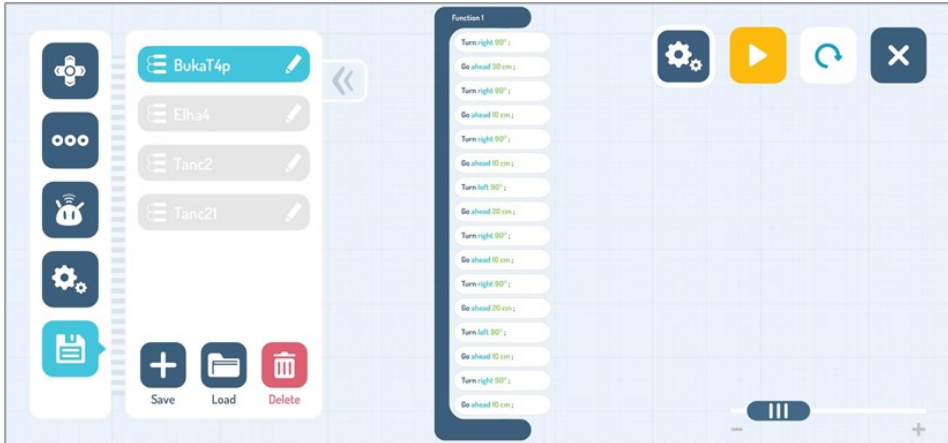 BukaT4p
Elha4
Tanc2
Tanc21
Save
Load
Delete
Function 1
Turn right 90°;
Go ahead 30 cm;
Turn right 90°;
Go ahead 10 cm;
Turn right 90°;
Go ahead 10 cm;
Turn left 90°;
Go ahead 20 cm;
Turn right 90°;
Go ahead 10 cm;
Turn right 90°;
Go ahead 20 cm;
Turn left 90°;
Go ahead 10 cm;
Turn right 90°;
Go ahead 10 cm;